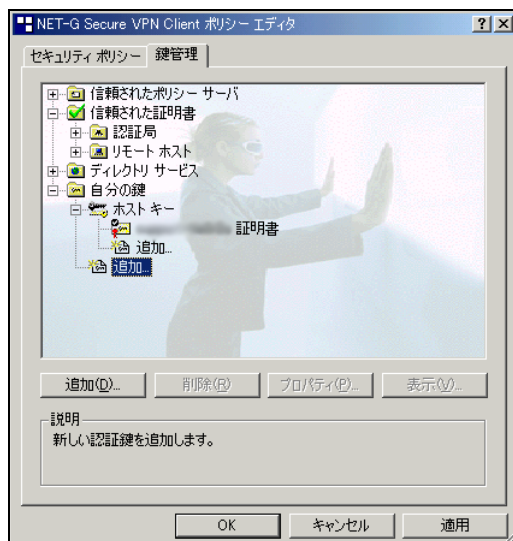 NET-G Secure VPN Client ポリシー エディタ
セキュリティ ポリシー 鍵管理
信頼されたポリシー サーバ
信頼された証明書
認証局
リモート ホスト
ディレクトリ サービス
自分の鍵
ホスト キー
証明書
追加...
追加...
追加(D)... 削除(R) プロパティ(P)... 表示(V)...
説明
新しい認証鍵を追加します。
OK キャンセル 適用